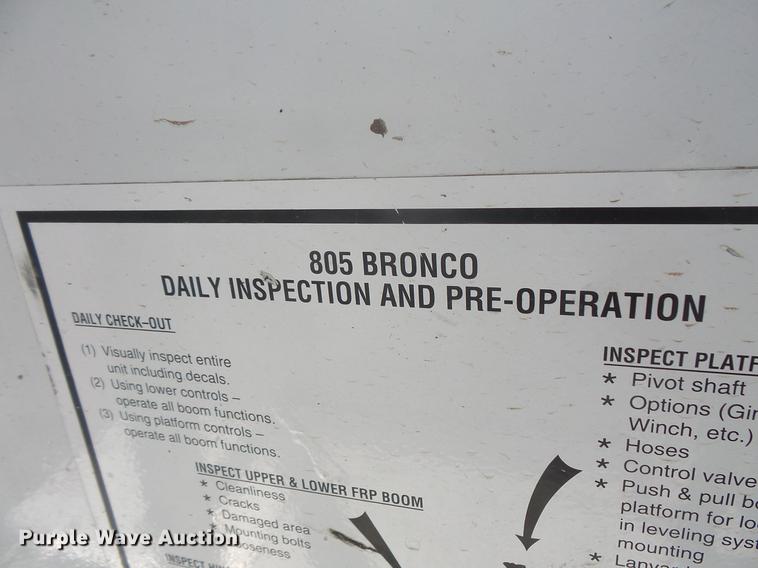 805 BRONCO
DAILY INSPECTION AND PRE-OPERATION
DAILY CHECK-OUT
(1) Visually inspect entire
unit including decals.
(2) Using lower controls –
operate all boom functions.
(3) Using platform controls –
operate all boom functions.
INSPECT UPPER & LOWER FRP BOOM
* Cleanliness
* Cracks
* Damaged area
* Mounting bolts
INSPECT
INSPECT PLATF
* Pivot shaft
* Options (Gin
Winch, etc.)
* Hoses
* Control valve
* Push & pull
platform for
in leveling
mounting
Purple Wave Auction